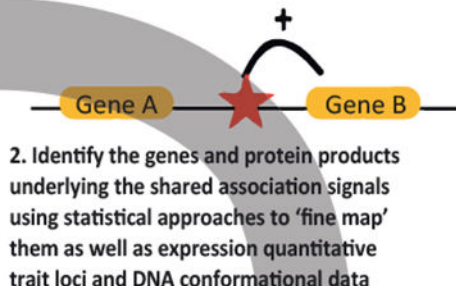 +
Gene A Gene B
2. Identify the genes and protein products
underlying the shared association signals
using statistical approaches to ‘fine map’
them as well as expression quantitative
trait loci and DNA conformational data